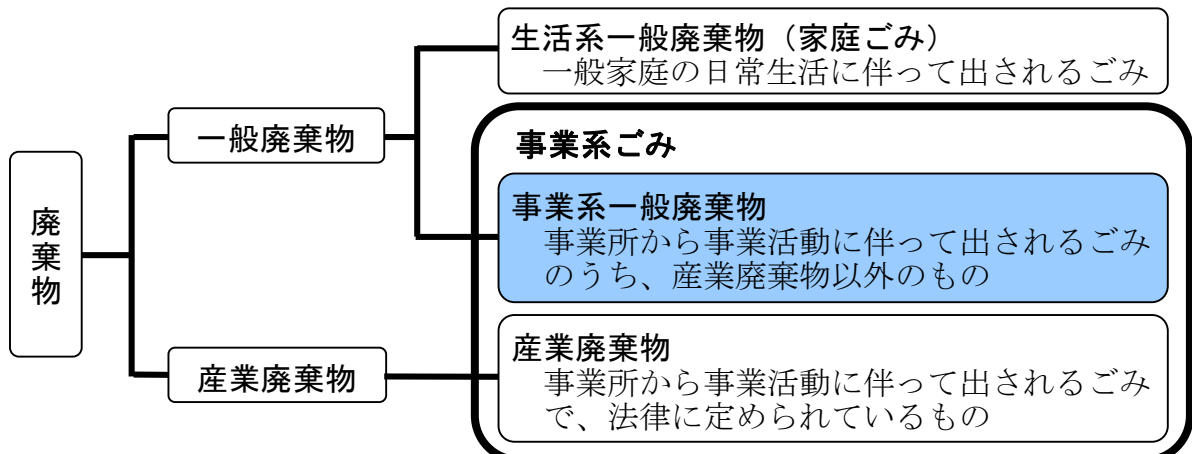 廃棄物
一般廃棄物
産業廃棄物
生活系一般廃棄物（家庭ごみ）
一般家庭の日常生活に伴って出されるごみ
事業系ごみ
事業系一般廃棄物
事業所から事業活動に伴って出されるごみ
のうち、産業廃棄物以外のもの
産業廃棄物
事業所から事業活動に伴って出されるごみ
で、法律に定められているもの